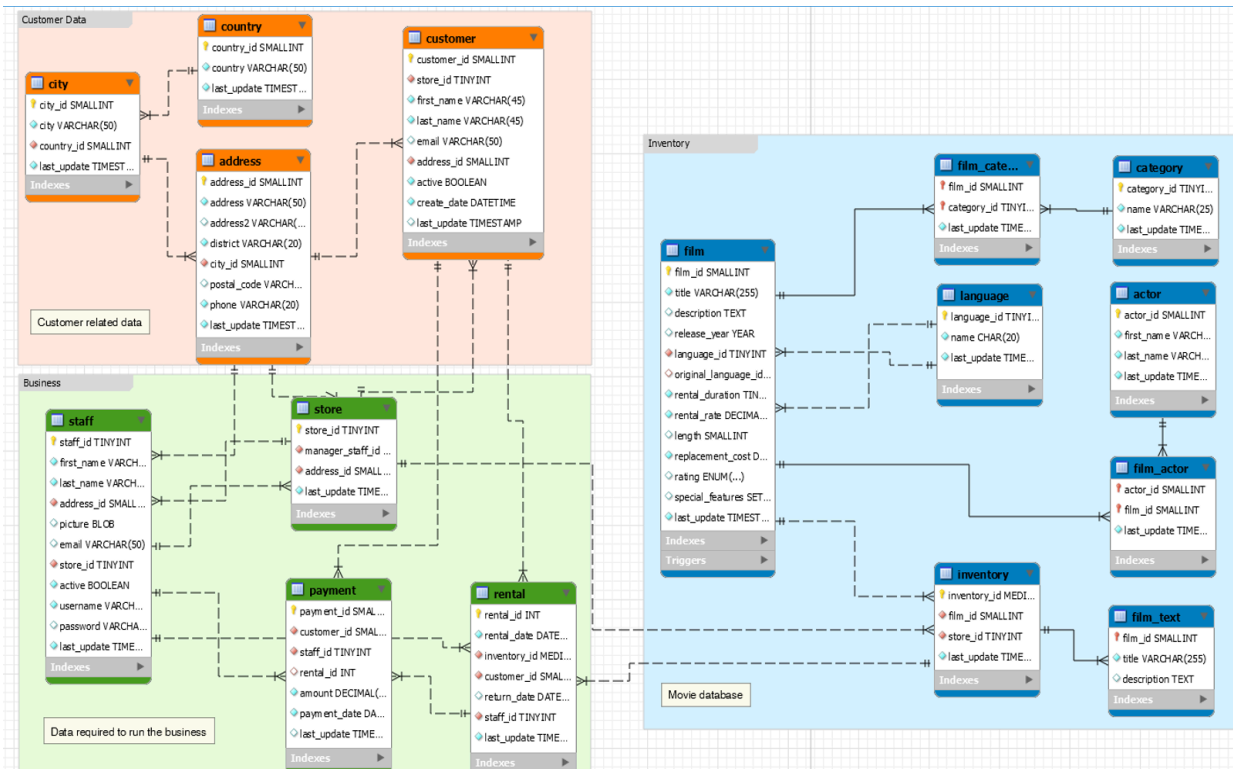 Customer Data
country
country_id SMALLINT
country VARCHAR(50)
last_update TIMEST...
Indexes
city
city_id SMALLINT
city VARCHAR(50)
country_id SMALLINT
last_update TIMEST...
Indexes
address
address_id SMALLINT
address VARCHAR(50)
address2 VARCHAR(...
district VARCHAR(20)
city_id SMALLINT
postal_code VARCH...
phone VARCHAR(20)
last_update TIMEST...
Indexes
customer
customer_id SMALLINT
store_id TINYINT
first_name VARCHAR(45)
last_name VARCHAR(45)
email VARCHAR(50)
address_id SMALLINT
active BOOLEAN
create_date DATETIME
last_update TIMESTAMP
Indexes
Customer related data
Business
staff
staff_id TINYINT
first_name VARCH...
last_name VARCH...
address_id SMALL...
picture BLOB
email VARCHAR(50)
store_id TINYINT
active BOOLEAN
username VARCH...
password VARCHA...
last_update TIME...
Indexes
store
store_id TINYINT
manager_staff_id ...
address_id SMALL...
last_update TIME...
Indexes
payment
payment_id SMAL...
customer_id SMAL...
staff_id TINYINT
rental_id INT
amount DECIMAL(...
payment_date DA...
last_update TIME...
Indexes
rental
rental_id INT
rental_date DATE...
inventory_id MEDI...
customer_id SMAL...
return_date DATE...
staff_id TINYINT
last_update TIME...
Indexes
Data required to run the business
Inventory
film
film_id SMALLINT
title VARCHAR(255)
description TEXT
release_year YEAR
language_id TINYINT
original_language_id...
rental_duration TIN...
rental_rate DECIMA...
length SMALLINT
replacement_cost D...
rating ENUM(...)
special_features SET...
last_update TIMEST...
Indexes
Triggers
film_cate...
film_id SMALLINT
category_id TINYI...
last_update TIME...
Indexes
category
category_id TINYI...
name VARCHAR(25)
last_update TIME...
Indexes
language
language_id TINYI...
name CHAR(20)
last_update TIME...
Indexes
actor
actor_id SMALLINT
first_name VARCH...
last_name VARCH...
last_update TIME...
Indexes
film_actor
actor_id SMALLINT
film_id SMALLINT
last_update TIME...
Indexes
inventory
inventory_id MEDI...
film_id SMALLINT
store_id TINYINT
last_update TIME...
Indexes
film_text
film_id SMALLINT
title VARCHAR(255)
description TEXT
Indexes
Movie database